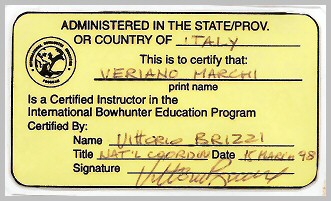 ADMINISTERED IN THE STATE/PROV.
OR COUNTRY OF ITALY
This is to certify that:
VERIANO MARCHI
print name
Is a Certified Instructor in the
International Bowhunter Education Program
Certified By:
Name Vittorio BRIZZI
Title NAT'L COORDIN Date 15 MARCH 98
Signature Vittorio Brizzi